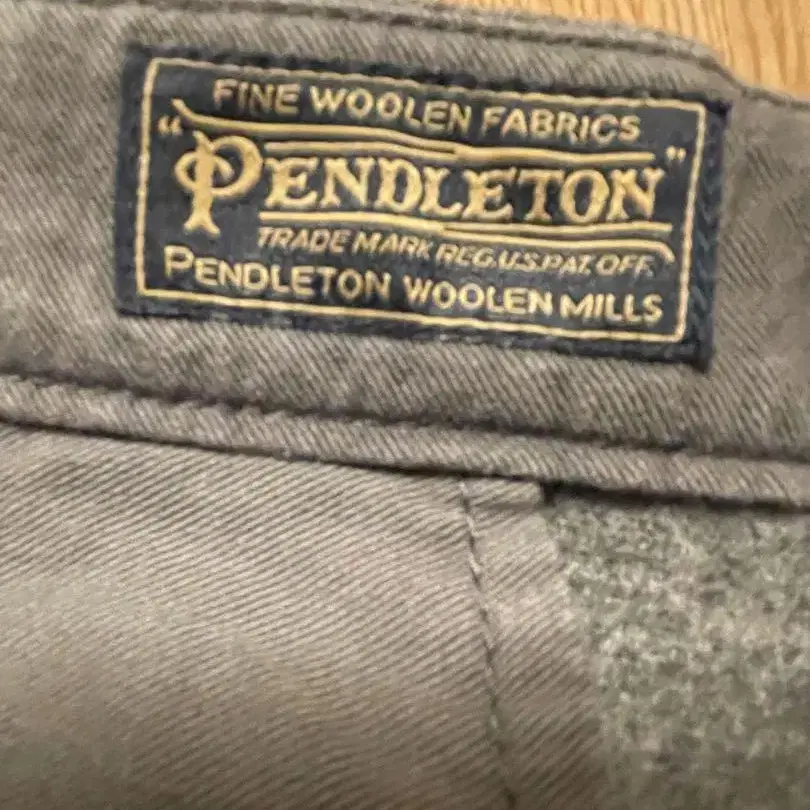 FINE WOOLEN FABRICS
"PENDLETON"
TRADE MARK REG.U.S.PAT.OFF.
PENDLETON WOOLEN MILLS